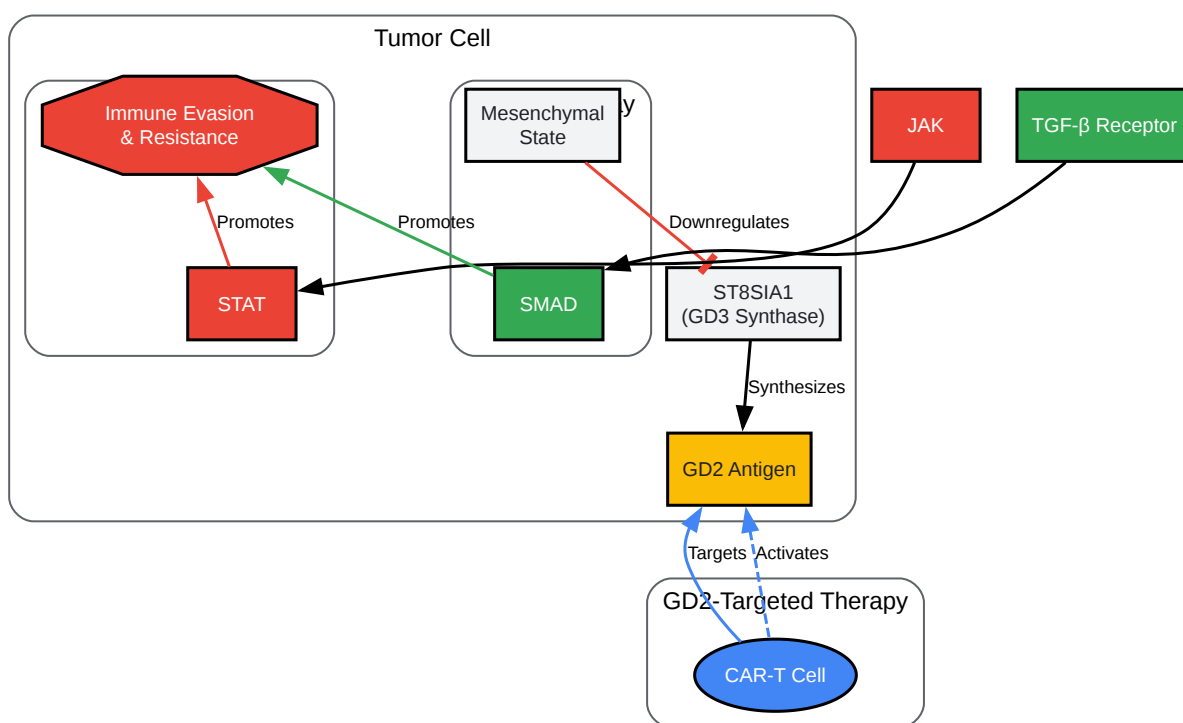 Tumor Cell
Immune Evasion
& Resistance
Mesenchymal
State
JAK
TGF-β Receptor
Promotes
Promotes
Downregulates
STAT
SMAD
ST8SIA1
(GD3 Synthase)
Synthesizes
GD2 Antigen
Targets
Activates
GD2-Targeted Therapy
CAR-T Cell